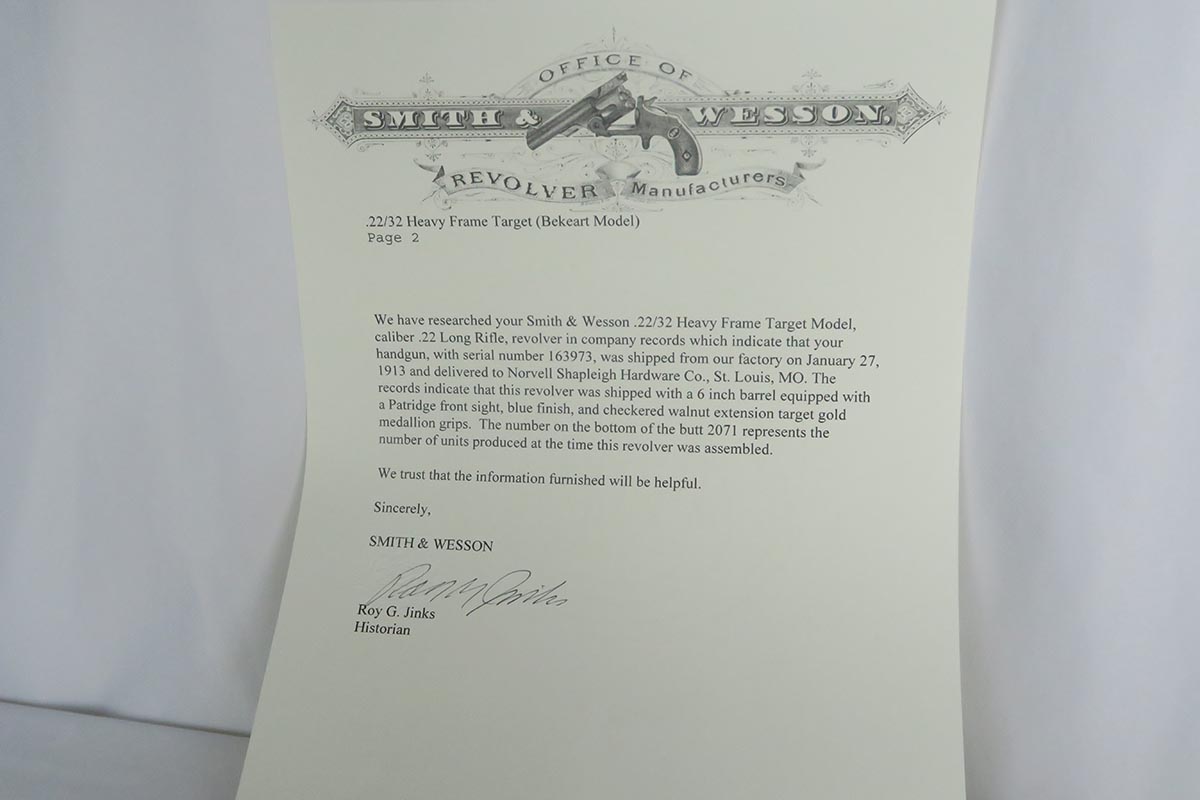 OFFICE OF
SMITH & WESSON.
REVOLVER Manufacturers
.22/32 Heavy Frame Target (Bekeart Model)
Page 2
We have researched your Smith & Wesson .22/32 Heavy Frame Target Model,
caliber .22 Long Rifle, revolver in company records which indicate that your
handgun, with serial number 163973, was shipped from our factory on January 27,
1913 and delivered to Norvell Shapleigh Hardware Co., St. Louis, MO. The
records indicate that this revolver was shipped with a 6 inch barrel equipped with
a Patridge front sight, blue finish, and checkered walnut extension target gold
medallion grips. The number on the bottom of the butt 2071 represents the
number of units produced at the time this revolver was assembled.
We trust that the information furnished will be helpful.
Sincerely,
SMITH & WESSON
Roy G. Jinks
Roy G. Jinks
Historian